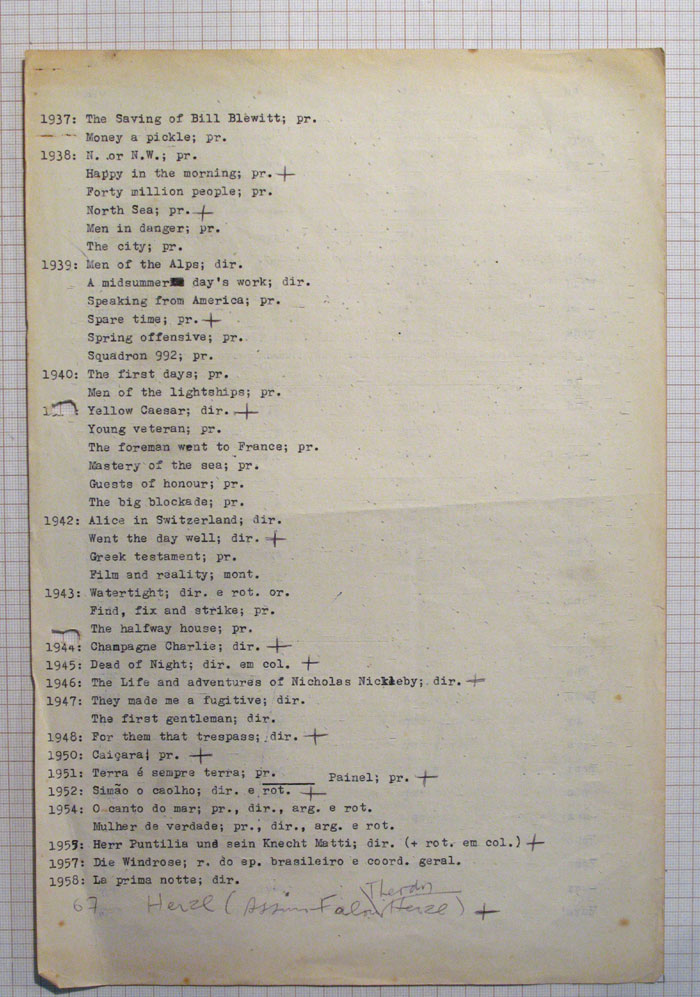 1937: The Saving of Bill Blewitt; pr.
Money a pickle; pr.
1938: N. or N.W.; pr.
Happy in the morning; pr. +
Forty million people; pr.
North Sea; pr. +
Men in danger; pr.
The city; pr.
1939: Men of the Alps; dir.
A midsummer day's work; dir.
Speaking from America; pr.
Spare time; pr. +
Spring offensive; pr.
Squadron 992; pr.
1940: The first days; pr.
Men of the lightships; pr.
Yellow Caesar; dir. +
Young veteran; pr.
The foreman went to France; pr.
Mastery of the sea; pr.
Guests of honour; pr.
The big blockade; pr.
1942: Alice in Switzerland; dir.
Went the day well; dir. +
Greek testament; pr.
Film and reality; mont.
1943: Watertight; dir. e rot. or.
Find, fix and strike; pr.
The halfway house; pr.
1944: Champagne Charlie; dir. +
1945: Dead of Night; dir. em col. +
1946: The Life and adventures of Nicholas Nickleby; dir. +
1947: They made me a fugitive; dir.
The first gentleman; dir.
1948: For them that trespass; dir. +
1950: Caiçara; pr. +
1951: Terra é sempre terra; pr. Painel; pr. +
1952: Simão o caolho; dir. e rot. +
1954: O canto do mar; pr., dir., arg. e rot.
Mulher de verdade; pr., dir., arg. e rot.
1955: Herr Puntilia und sein Knecht Matti; dir. (+ rot. em col.) +
1957: Die Windrose; r. do ep. brasileiro e coord. geral.
1958: La prima notte; dir.
67 Herzl (Assim Falou Theodor Herzl) +